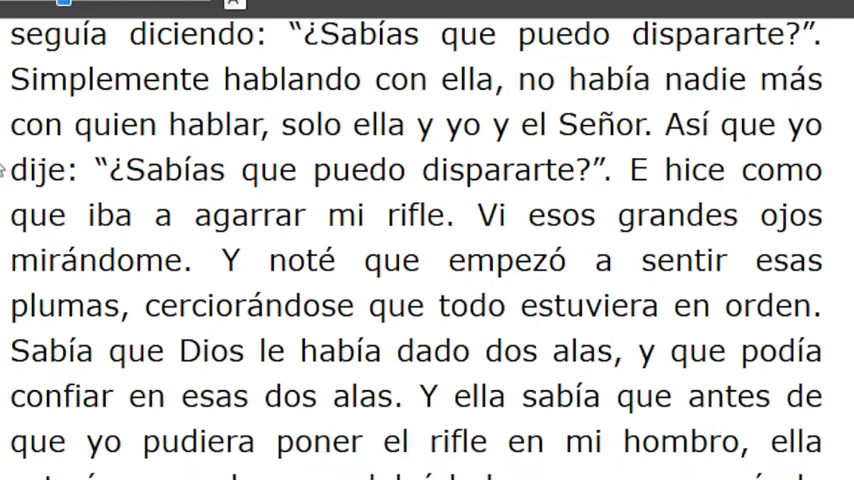 seguía diciendo: “¿Sabías que puedo dispararte?”.
Simplemente hablando con ella, no había nadie más
con quien hablar, solo ella y yo y el Señor. Así que yo
dije: “¿Sabías que puedo dispararte?”. E hice como
que iba a agarrar mi rifle. Vi esos grandes ojos
mirándome. Y noté que empezó a sentir esas
plumas, cerciorándose que todo estuviera en orden.
Sabía que Dios le había dado dos alas, y que podía
confiar en esas dos alas. Y ella sabía que antes de
que yo pudiera poner el rifle en mi hombro, ella